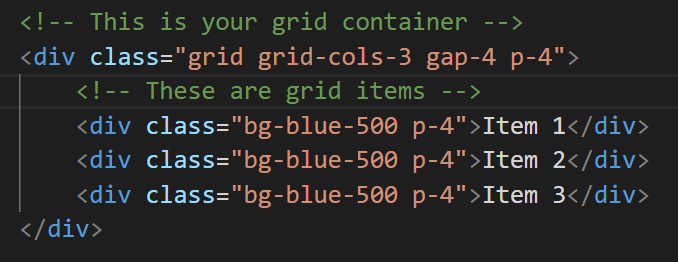 <!-- This is your grid container -->
<div class="grid grid-cols-3 gap-4 p-4">
    <!-- These are grid items -->
    <div class="bg-blue-500 p-4">Item 1</div>
    <div class="bg-blue-500 p-4">Item 2</div>
    <div class="bg-blue-500 p-4">Item 3</div>
</div>